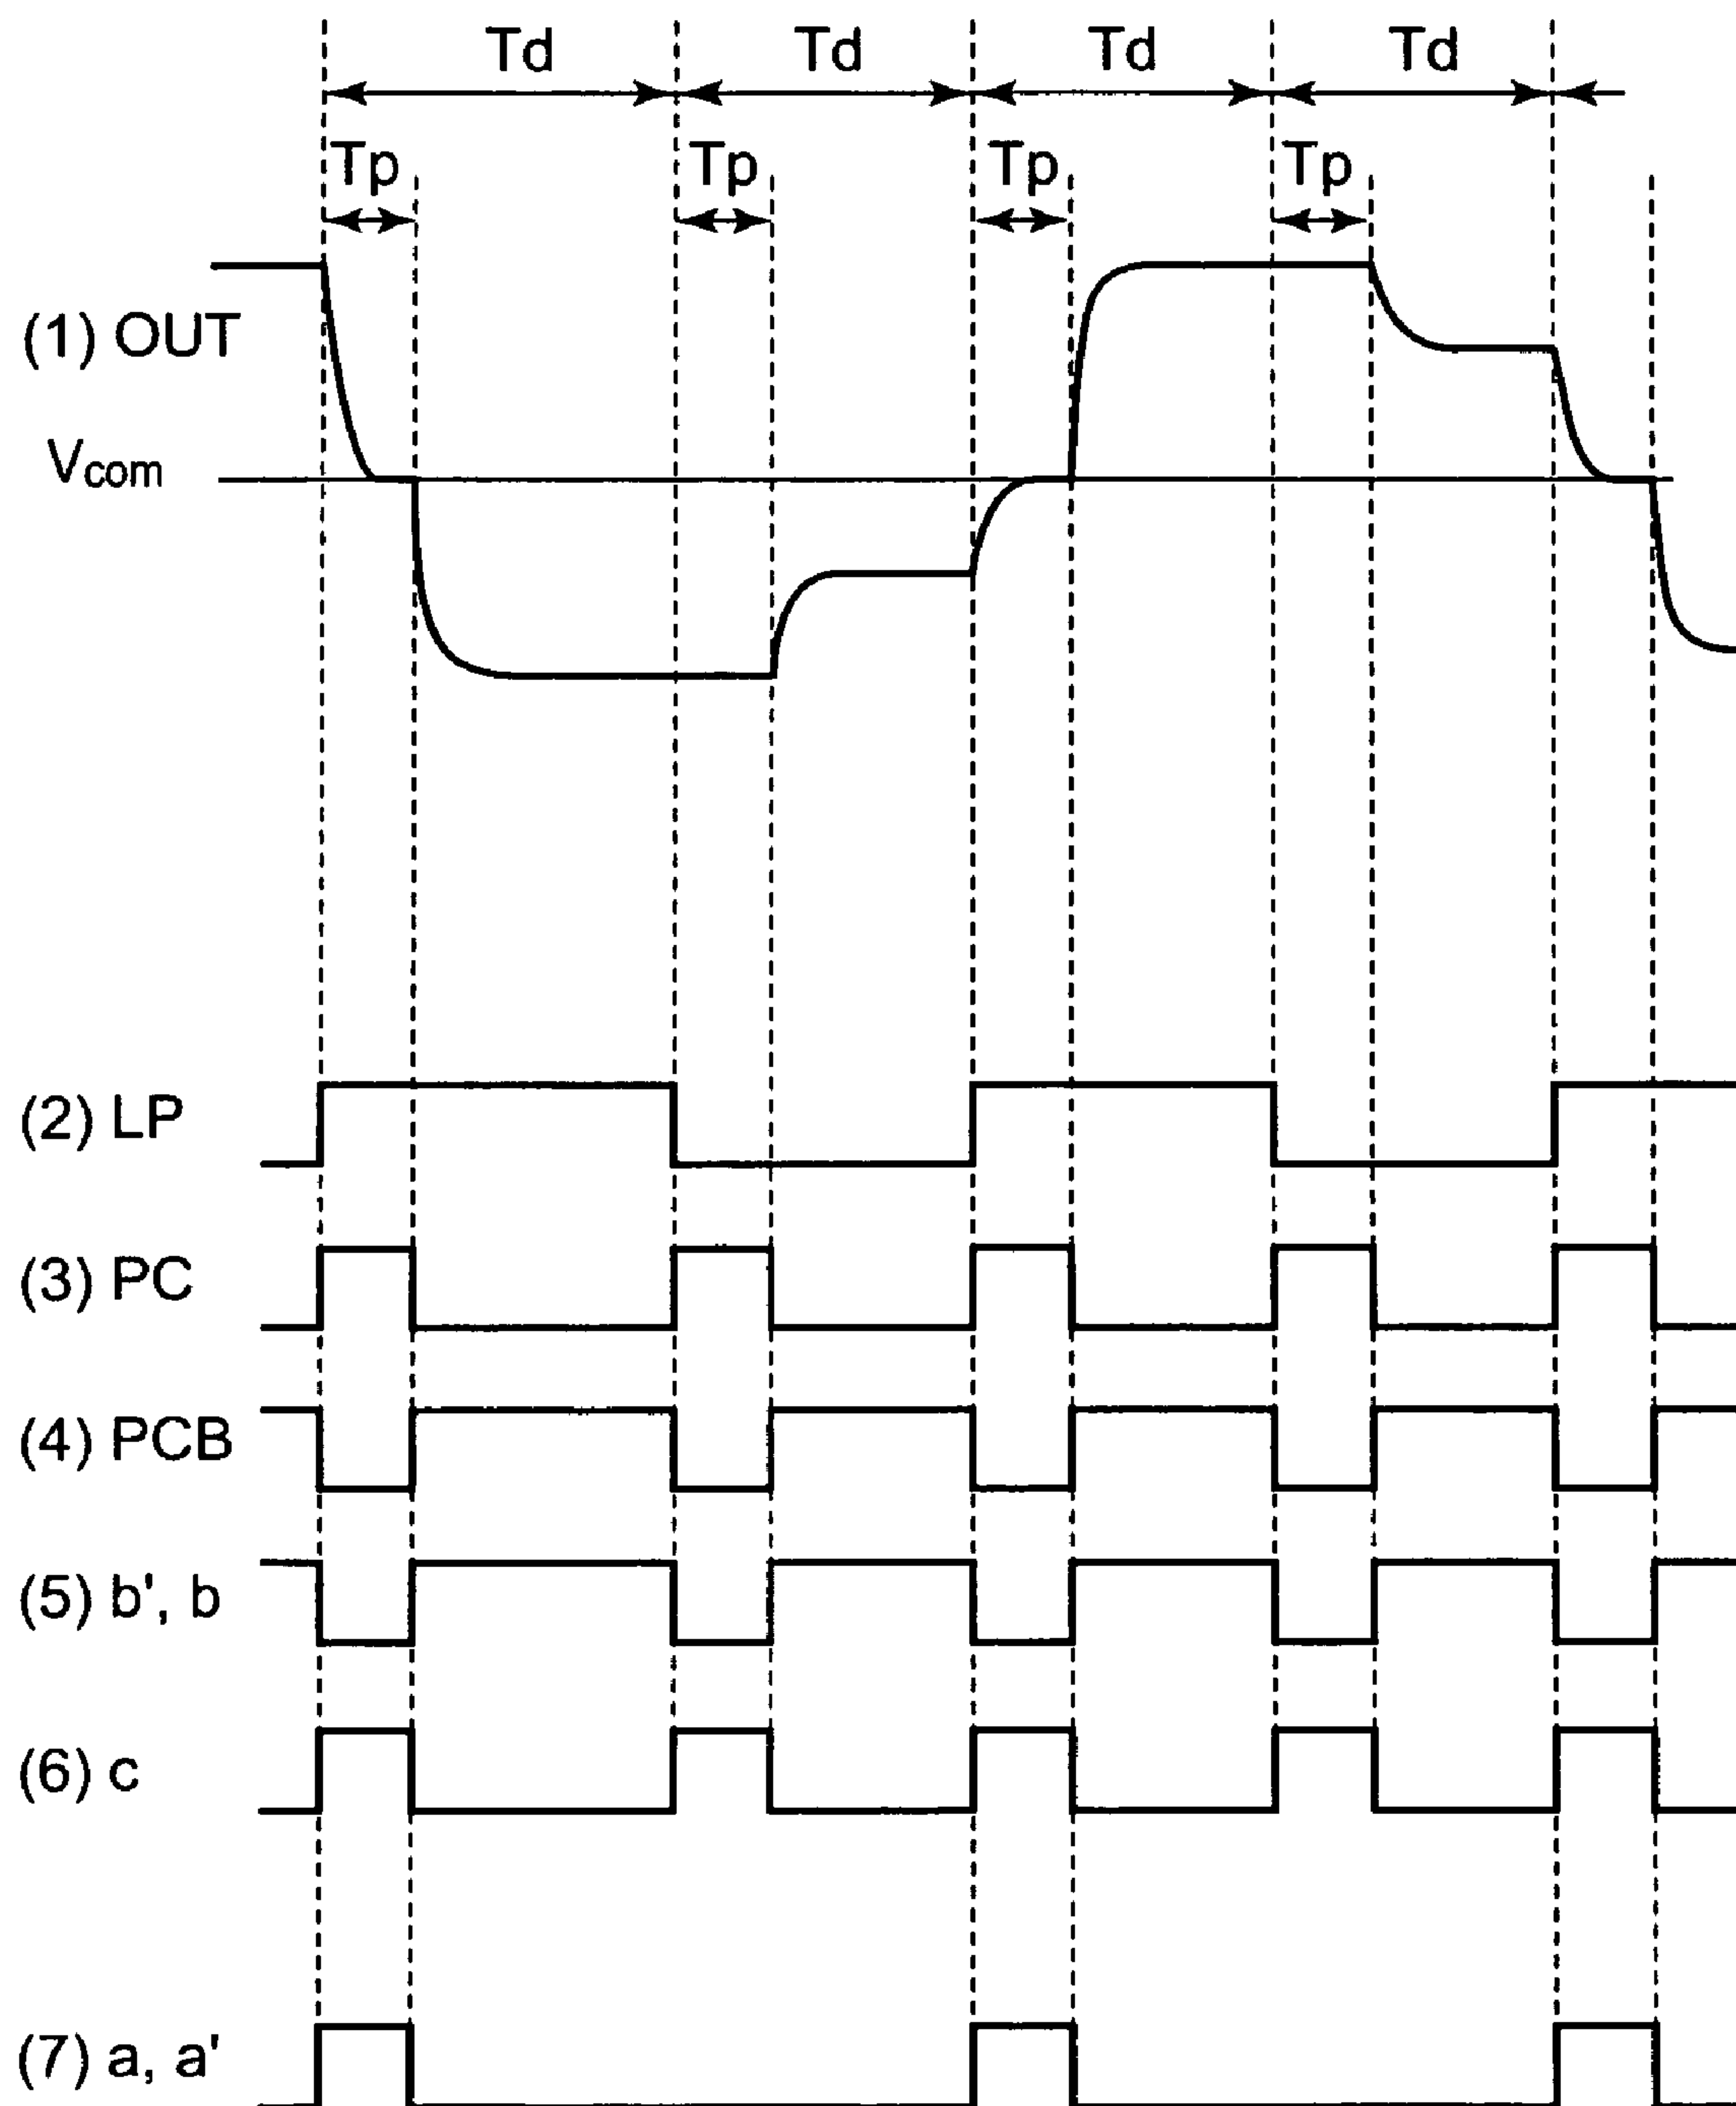 Td Td Td Td
Tp Tp Tp Tp
(1) OUT
Vcom
(2) LP
(3) PC
(4) PCB
(5) b', b
(6) c
(7) a, a'